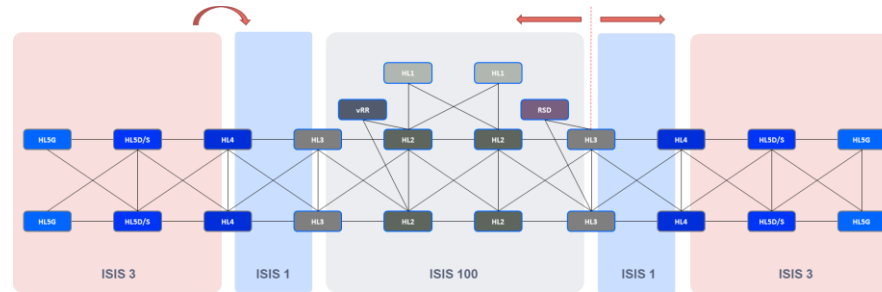 HL1 HL1
vRR RSD
HL5G HL5D/S HL4 HL3 HL2 HL2 HL3 HL4 HL5D/S HL5G
HL5G HL5D/S HL4 HL3 HL2 HL2 HL3 HL4 HL5D/S HL5G
ISIS 3 ISIS 1 ISIS 100 ISIS 1 ISIS 3